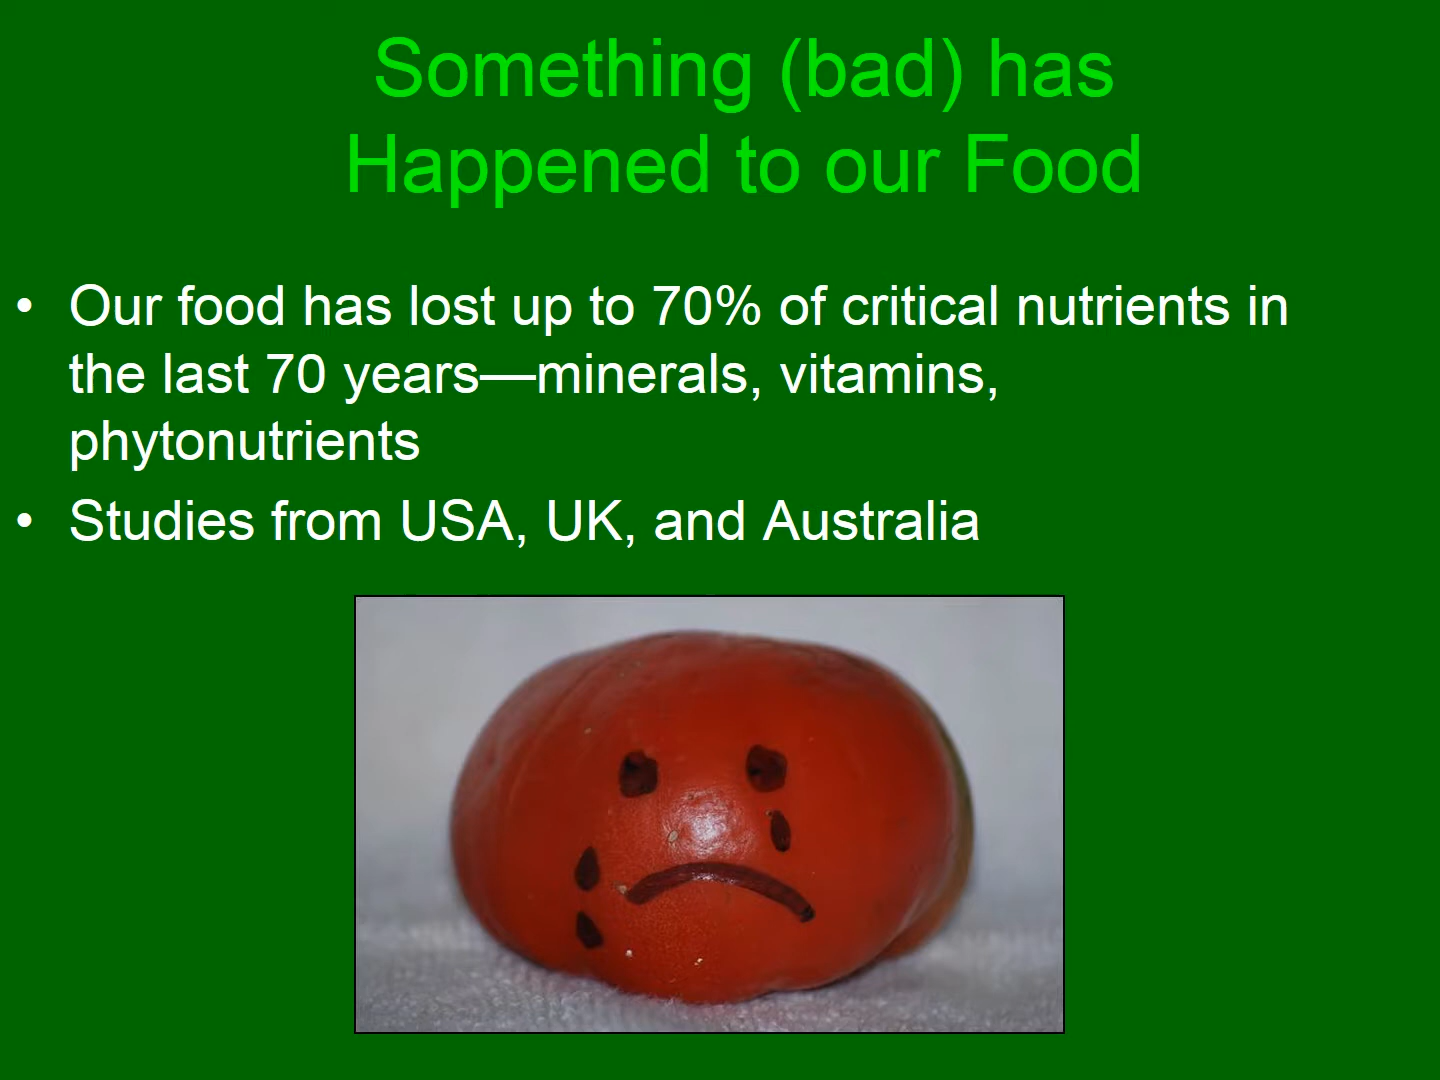 Something (bad) has
Happened to our Food
• Our food has lost up to 70% of critical nutrients in
the last 70 years—minerals, vitamins,
phytonutrients
• Studies from USA, UK, and Australia